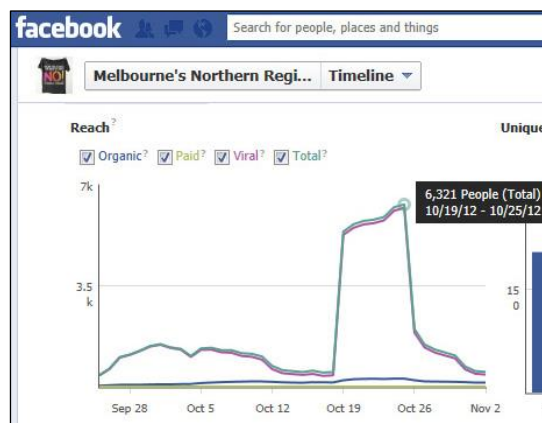 facebook
Search for people, places and things
NO!
Melbourne's Northern Regi... Timeline
Reach?
Unique
Organic? Paid? Viral? Total?
7k
6,321 People (Total)
10/19/12 - 10/25/12
3.5
k
15
0
Sep 28 Oct 5 Oct 12 Oct 19 Oct 26 Nov 2